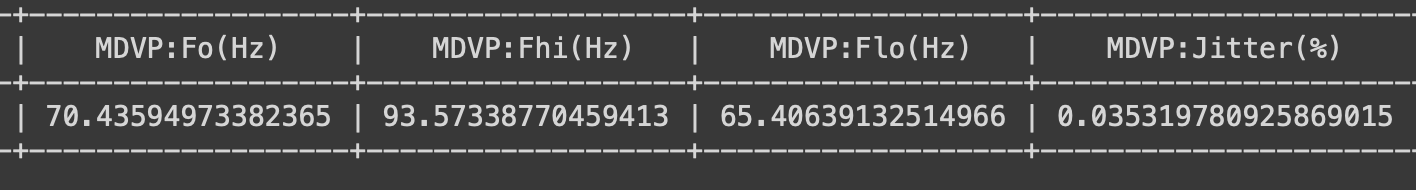 | MDVP:Fo(Hz) | MDVP:Fhi(Hz) | MDVP:Flo(Hz) | MDVP:Jitter(%)
| 70.43594973382365 | 93.57338770459413 | 65.40639132514966 | 0.035319780925869015